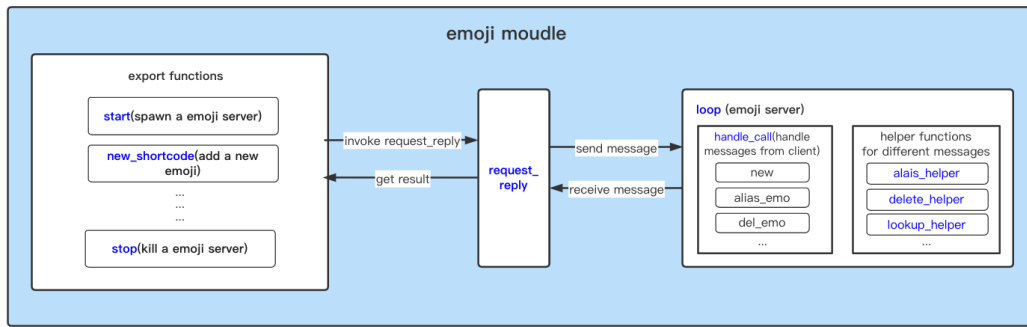 emoji moudle
export functions
start(spawn a emoji server)
new_shortcode(add a new
emoji)
...
...
...
stop(kill a emoji server)
invoke request_reply
get result
request_
reply
send message
receive message
loop (emoji server)
handle_call(handle
messages from client)
new
alias_emo
del_emo
...
helper functions
for different messages
alais_helper
delete_helper
lookup_helper
...